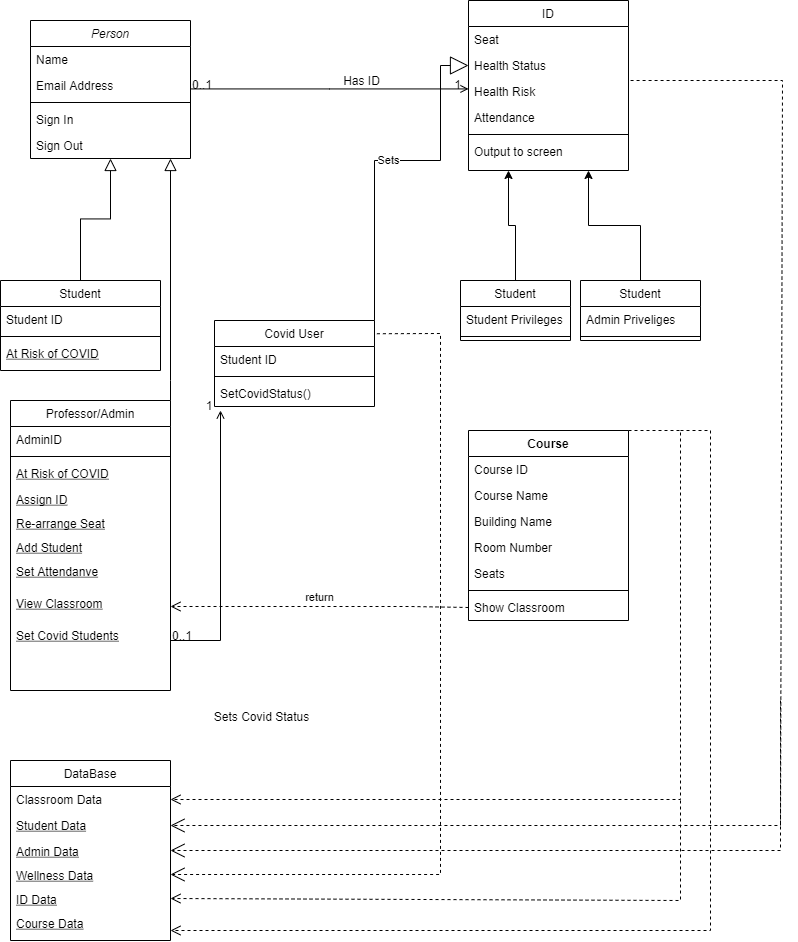 Person
Name
Email Address
Sign In
Sign Out
0..1
Has ID
1
ID
Seat
Health Status
Health Risk
Attendance
Output to screen
Sets
Student
Student ID
At Risk of COVID
Student
Student Privileges
Student
Admin Priveliges
Covid User
Student ID
SetCovidStatus()
1
Professor/Admin
AdminID
At Risk of COVID
Assign ID
Re-arrange Seat
Add Student
Set Attendanve
View Classroom
Set Covid Students
0..1
return
Course
Course ID
Course Name
Building Name
Room Number
Seats
Show Classroom
Sets Covid Status
DataBase
Classroom Data
Student Data
Admin Data
Wellness Data
ID Data
Course Data